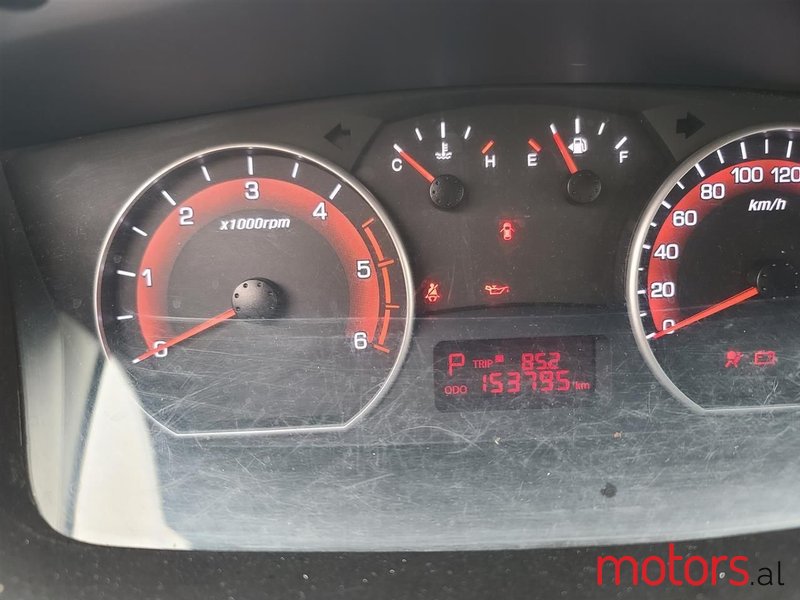 C H E F
0 1 2 3 4 5 6
x1000rpm
0 20 40 60 80 100 120
km/h
P TRIP 852
ODO 153795 km
motors.al